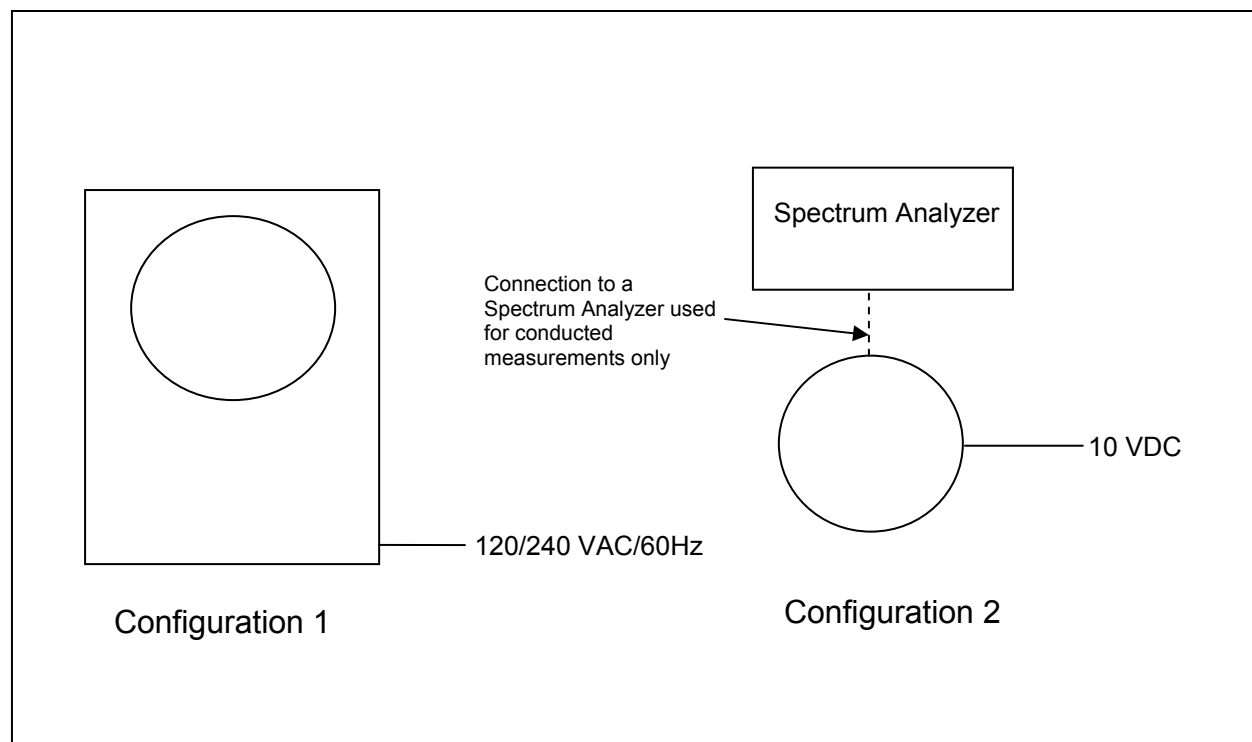 120/240 VAC/60Hz
Configuration 1
Spectrum Analyzer
Connection to a
Spectrum Analyzer used
for conducted
measurements only
10 VDC
Configuration 2